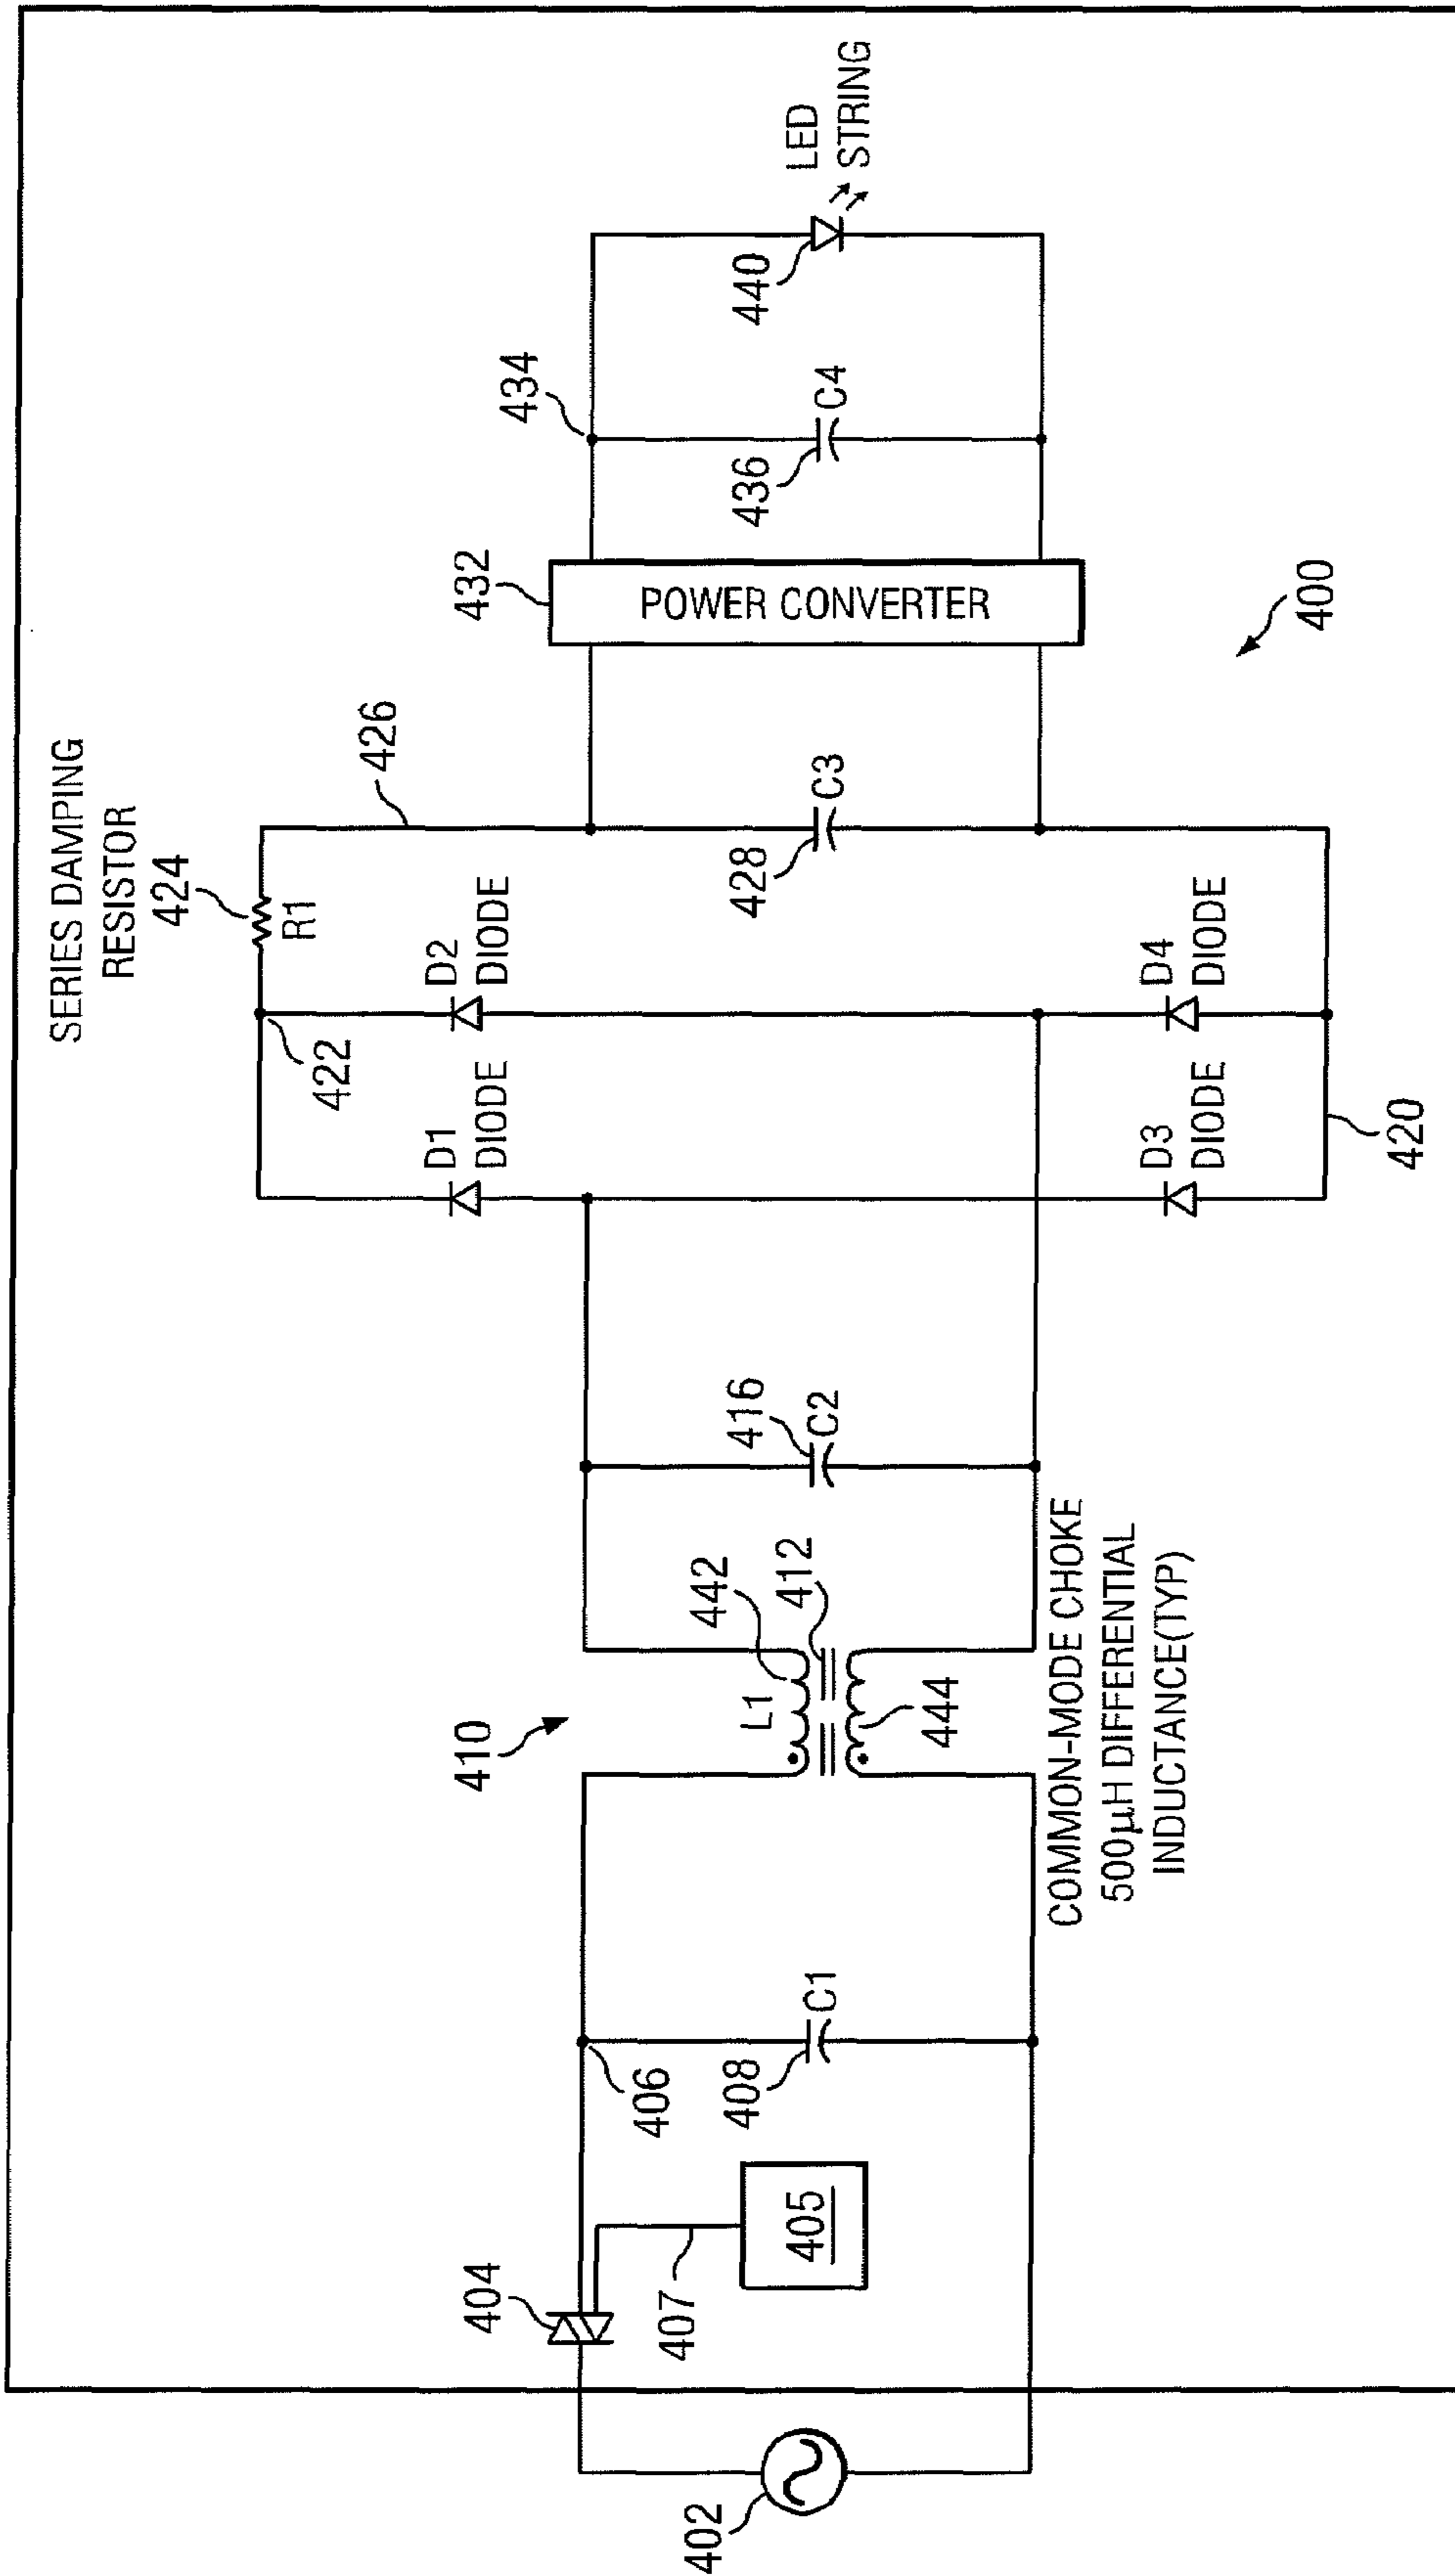 SERIES DAMPING
RESISTOR
424
R1
422
426
D1
DIODE
D2
DIODE
432
434
410
404
406
407
405
402
408
C1
L1
442
412
444
416
C2
428
C3
POWER CONVERTER
436
C4
440
LED
STRING
COMMON-MODE CHOKE
500µH DIFFERENTIAL
INDUCTANCE(TYP)
D3
DIODE
D4
DIODE
420
400